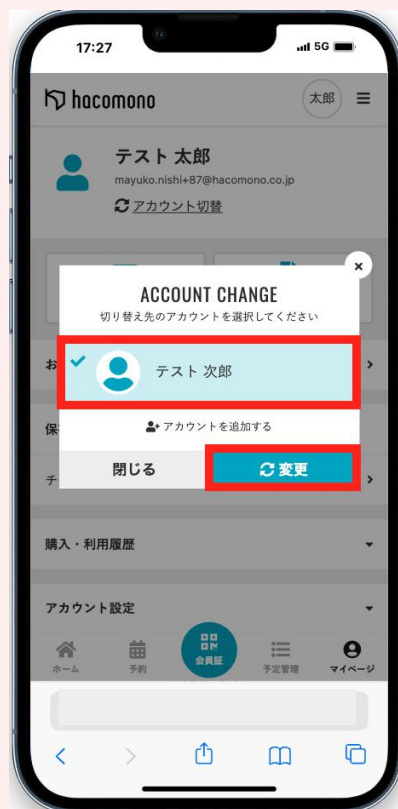 17:27
5G
hacomono
太郎
テスト 太郎
mayuko.nishi+87@hacomono.co.jp
アカウント切替
ACCOUNT CHANGE
切り替え先のアカウントを選択してください
お
テスト 次郎
保
アカウントを追加する
チ
閉じる
変更
購入・利用履歴
アカウント設定
ホーム
予約
会員証
予定管理
マイページ